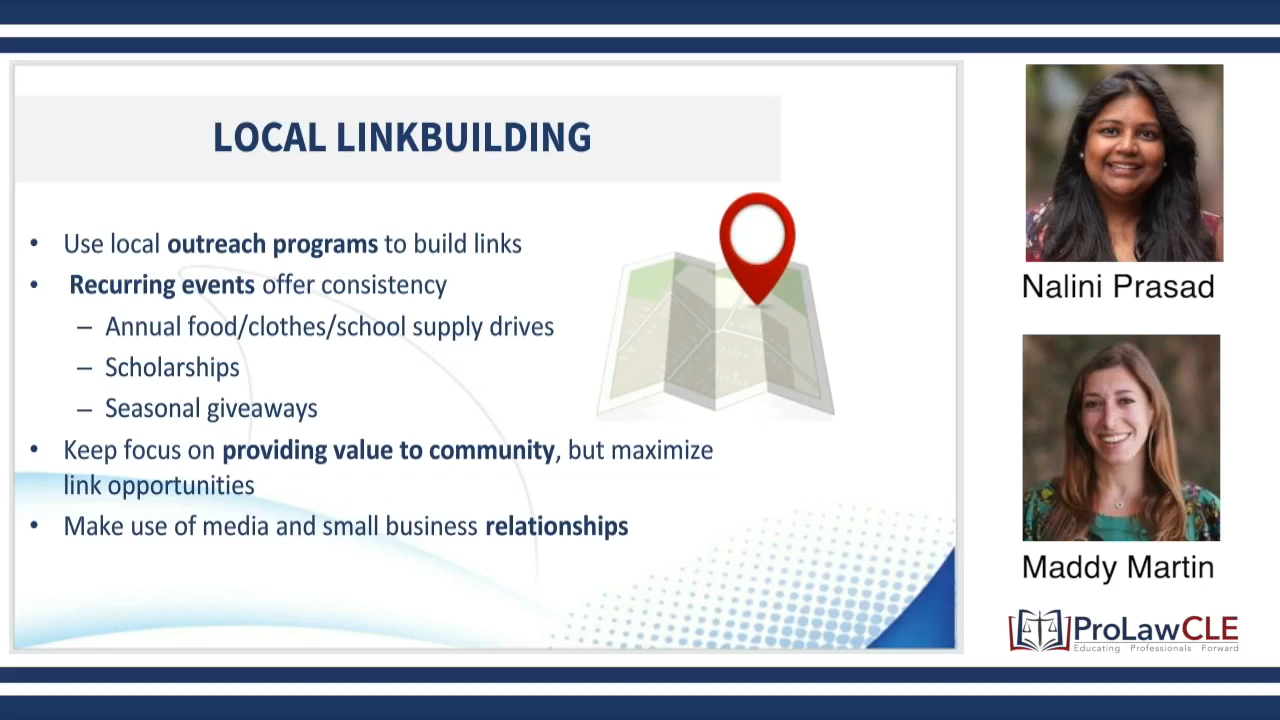 LOCAL LINKBUILDING
• Use local outreach programs to build links
• Recurring events offer consistency
– Annual food/clothes/school supply drives
– Scholarships
– Seasonal giveaways
• Keep focus on providing value to community, but maximize
link opportunities
• Make use of media and small business relationships
Nalini Prasad
Maddy Martin
ProLawCLE
Educating Professionals Forward